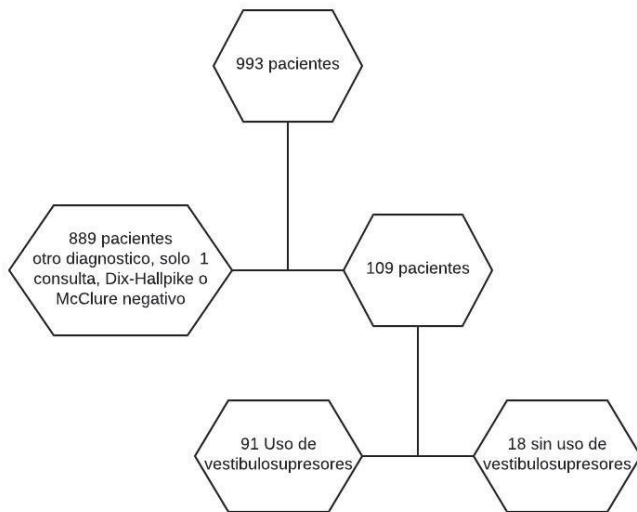 993 pacientes
889 pacientes
otro diagnostico, solo 1
consulta, Dix-Hallpike o
McClure negativo
109 pacientes
91 Uso de
vestibulosupresores
18 sin uso de
vestibulosupresores